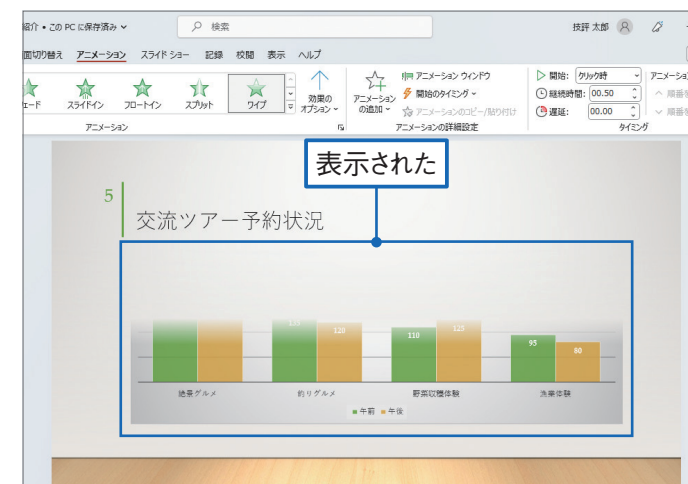 紹介 • この PC に保存済み
検索
技評 太郎
面切り替え アニメーション スライド ショー 記録 校閲 表示 ヘルプ
ェード スライドイン フロートイン スプリット ワイプ
効果の
オプション
アニメーション
の追加
アニメーション ウィンドウ
開始のタイミング
アニメーションのコピー/貼り付け
開始: クリック時
継続時間: 00.50
遅延: 00.00
アニメーショ
順番
順番
アニメーション
アニメーションの詳細設定
タイミング
表示された
5
交流ツアー予約状況
120
110
125
95
80
絶景グルメ 釣りグルメ 野菜収穫体験 漁業体験
午前 午後